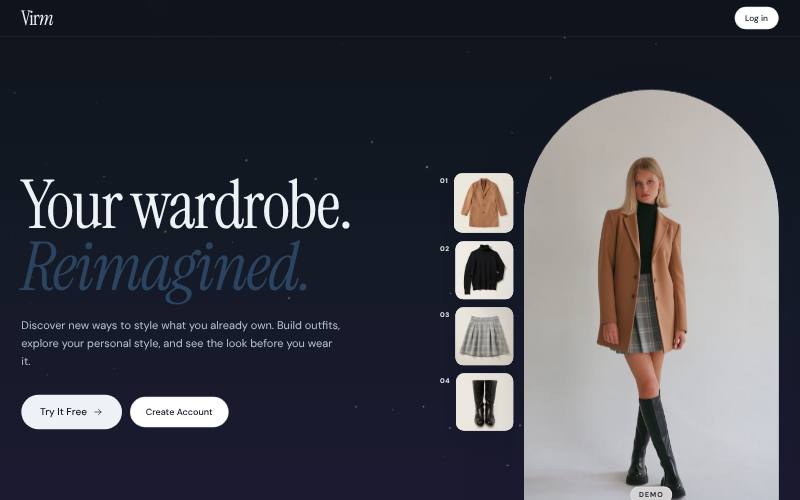 Virm
Log in
Your wardrobe.
Reimagined.
Discover new ways to style what you already own. Build outfits,
explore your personal style, and see the look before you wear
it.
Try It Free →
Create Account
01
02
03
04
DEMO